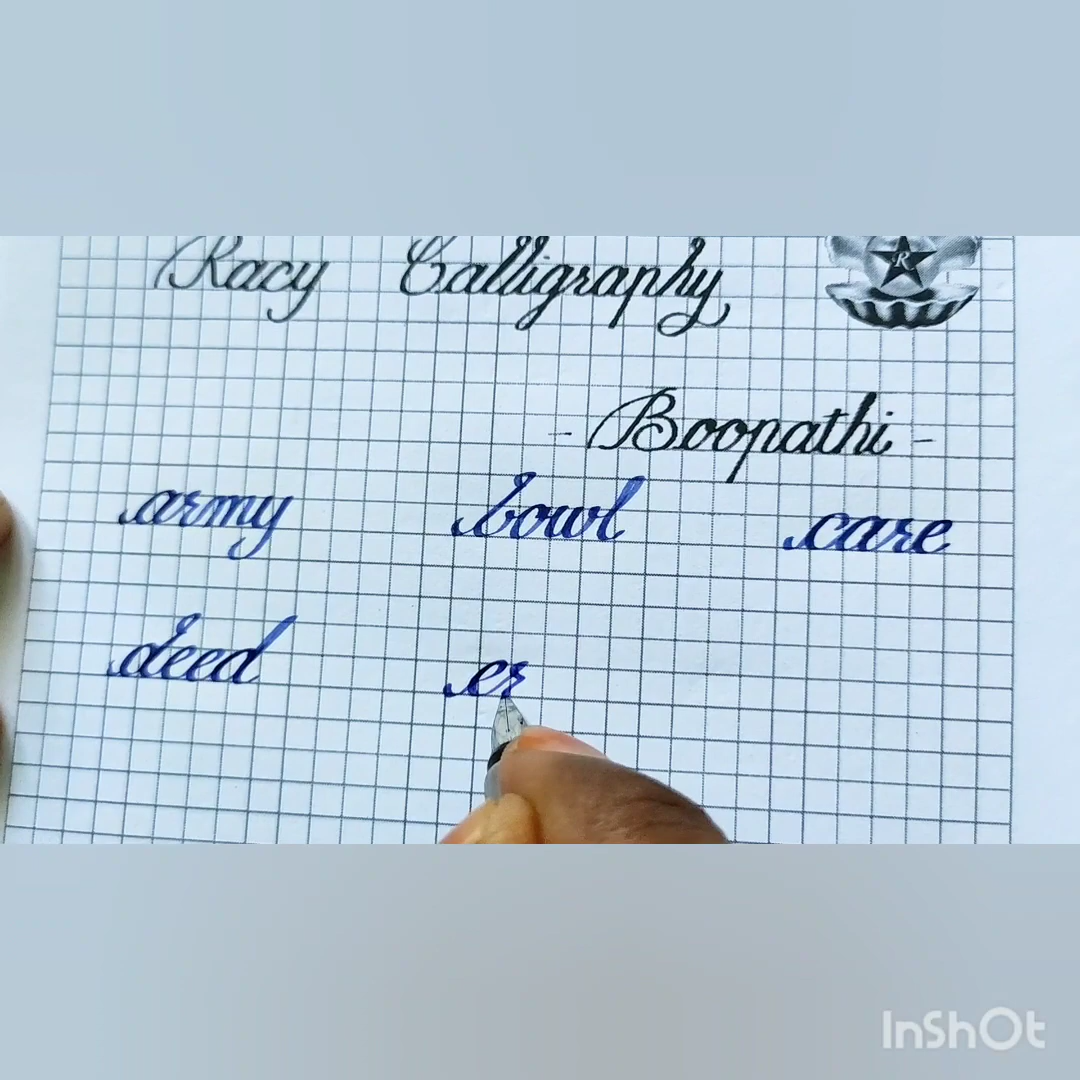 Racy Calligraphy
R
- Boopathi -
army bowl care
deed er
InShOt